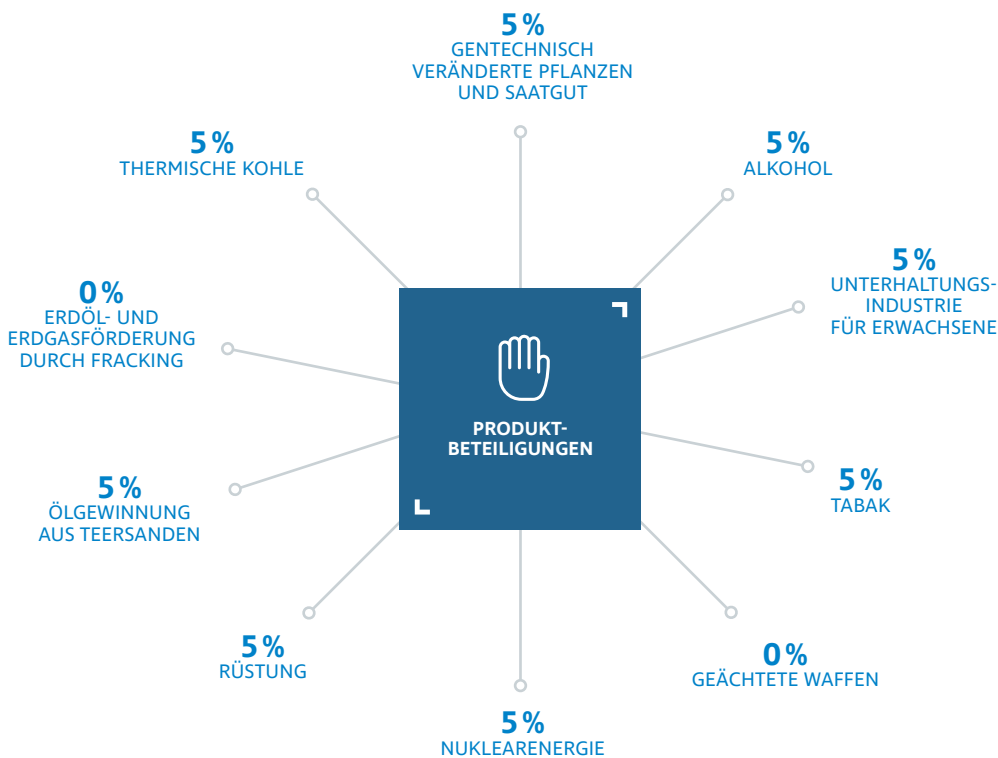 5 %
GENTECHNISCH
VERÄNDERTE PFLANZEN
UND SAATGUT
5 %
ALKOHOL
5 %
UNTERHALTUNGS-
INDUSTRIE
FÜR ERWACHSENE
5 %
TABAK
0 %
GEÄCHTETE WAFFEN
5 %
NUKLEARENERGIE
5 %
RÜSTUNG
5 %
ÖLGEWINNUNG
AUS TEERSANDEN
0 %
ERDÖL- UND
ERDGASFÖRDERUNG
DURCH FRACKING
5 %
THERMISCHE KOHLE
PRODUKT-
BETEILIGUNGEN